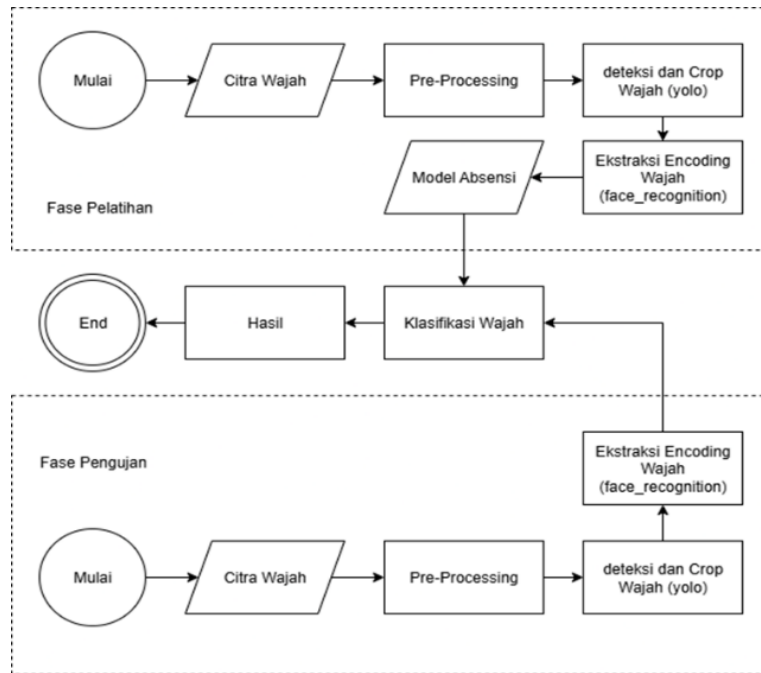 Mulai
Citra Wajah
Pre-Processing
deteksi dan Crop
Wajah (yolo)
Ekstraksi Encoding
Wajah
(face_recognition)
Model Absensi
Fase Pelatihan
End
Hasil
Klasifikasi Wajah
Fase Pengujan
Ekstraksi Encoding
Wajah
(face_recognition)
Mulai
Citra Wajah
Pre-Processing
deteksi dan Crop
Wajah (yolo)